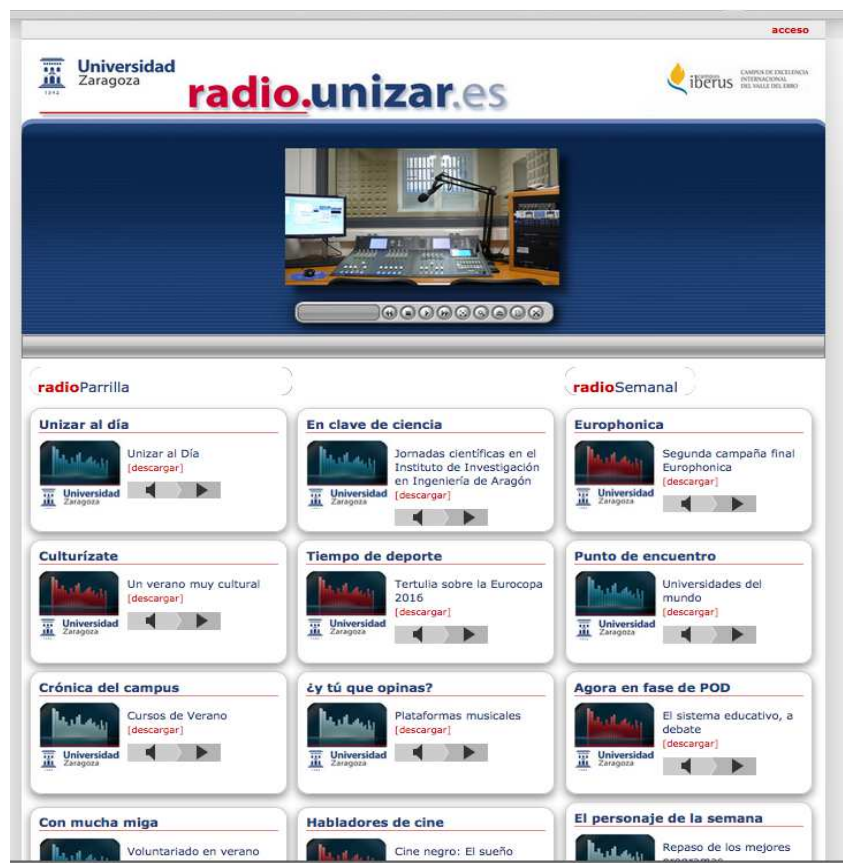 acceso
Universidad
Zaragoza
1542
radio.unizar.es
campus
iberus
CAMPUS DE EXCELENCIA
INTERNACIONAL
DEL VALLE DEL EBRO
radioParrilla
radioSemanal
Unizar al día
Unizar al Día
[descargar]
Universidad
Zaragoza
En clave de ciencia
Jornadas científicas en el
Instituto de Investigación
en Ingeniería de Aragón
[descargar]
Universidad
Zaragoza
Europhonica
Segunda campaña final
Europhonica
[descargar]
Universidad
Zaragoza
Culturízate
Un verano muy cultural
[descargar]
Universidad
Zaragoza
Tiempo de deporte
Tertulia sobre la Eurocopa
2016
[descargar]
Universidad
Zaragoza
Punto de encuentro
Universidades del
mundo
[descargar]
Universidad
Zaragoza
Crónica del campus
Cursos de Verano
[descargar]
Universidad
Zaragoza
¿y tú que opinas?
Plataformas musicales
[descargar]
Universidad
Zaragoza
Agora en fase de POD
El sistema educativo, a
debate
[descargar]
Universidad
Zaragoza
Con mucha miga
Voluntariado en verano
Habladores de cine
Cine negro: El sueño
El personaje de la semana
Repaso de los mejores
programas